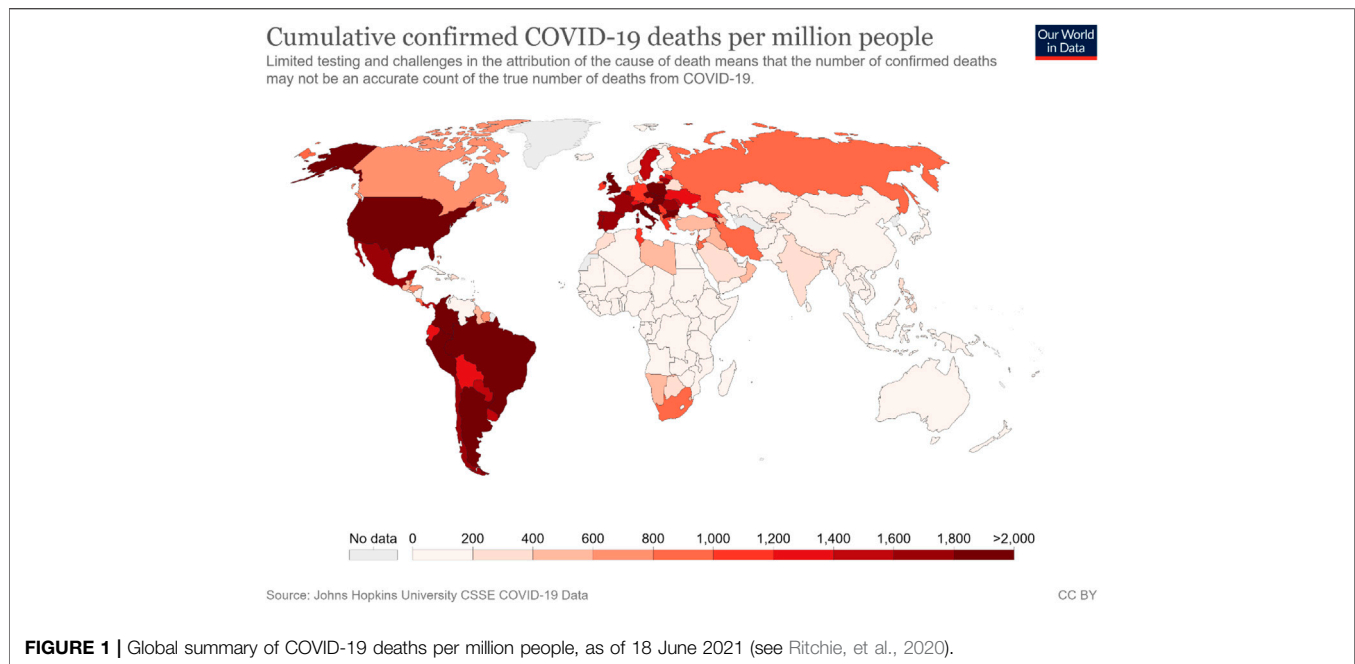 Cumulative confirmed COVID-19 deaths per million people
Our World
in Data
Limited testing and challenges in the attribution of the cause of death means that the number of confirmed deaths
may not be an accurate count of the true number of deaths from COVID-19.
No data 0 200 400 600 800 1,000 1,200 1,400 1,600 1,800 >2,000
Source: Johns Hopkins University CSSE COVID-19 Data CC BY
FIGURE 1 | Global summary of COVID-19 deaths per million people, as of 18 June 2021 (see Ritchie, et al., 2020).